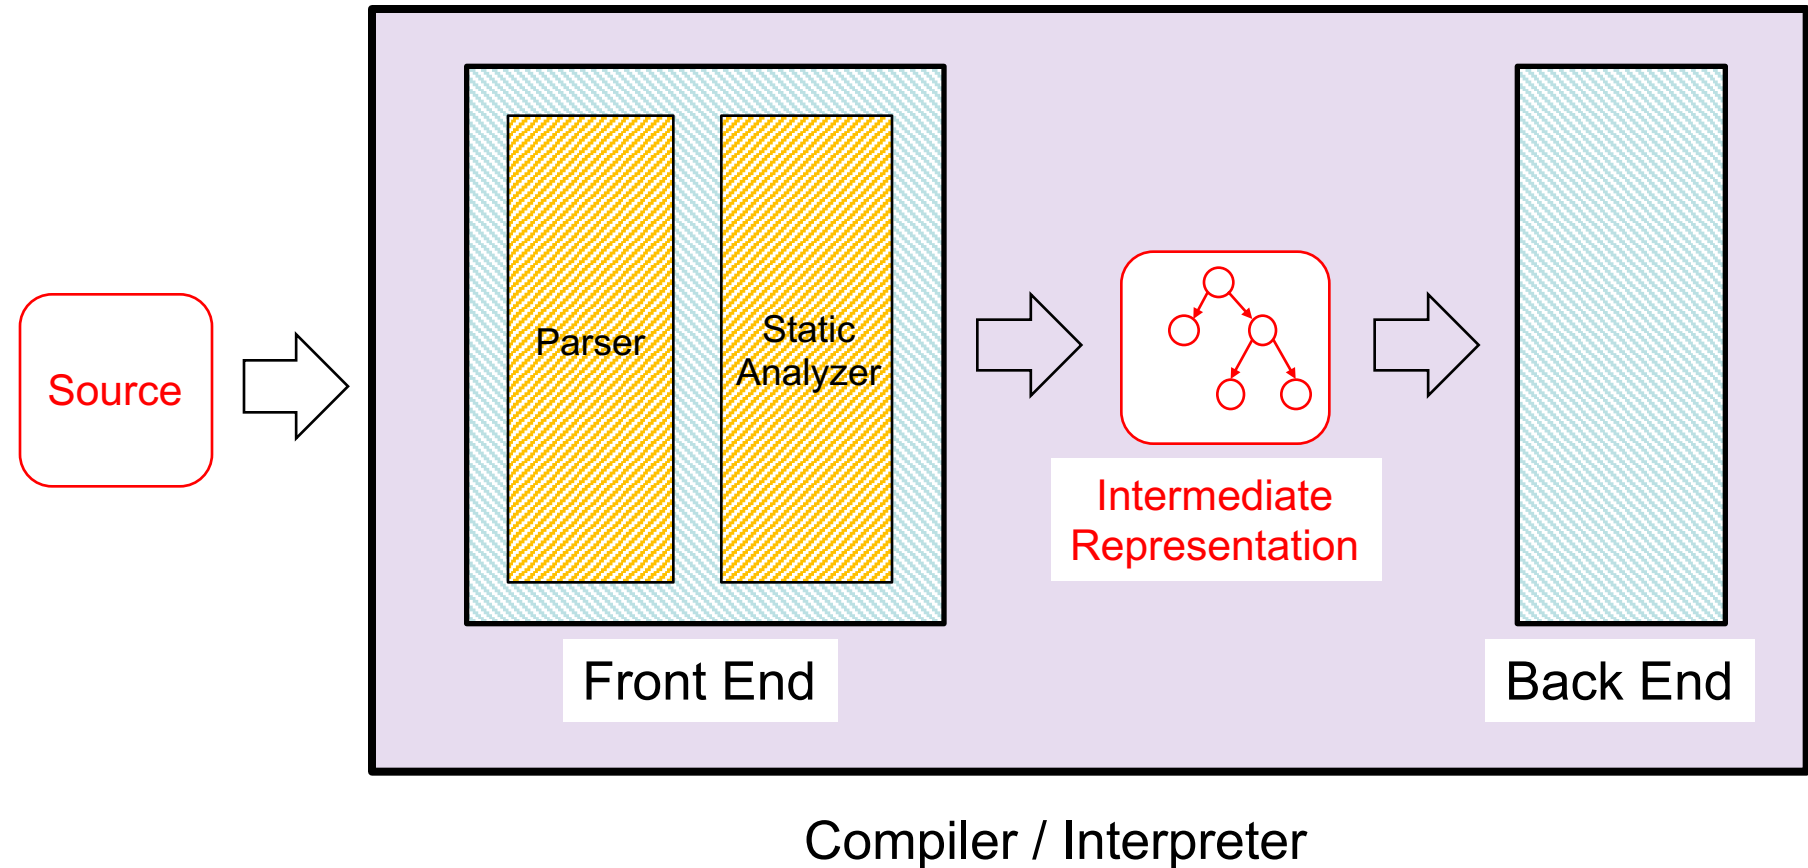 Source
Parser
Static
Analyzer
Intermediate
Representation
Front End
Back End
Compiler / Interpreter